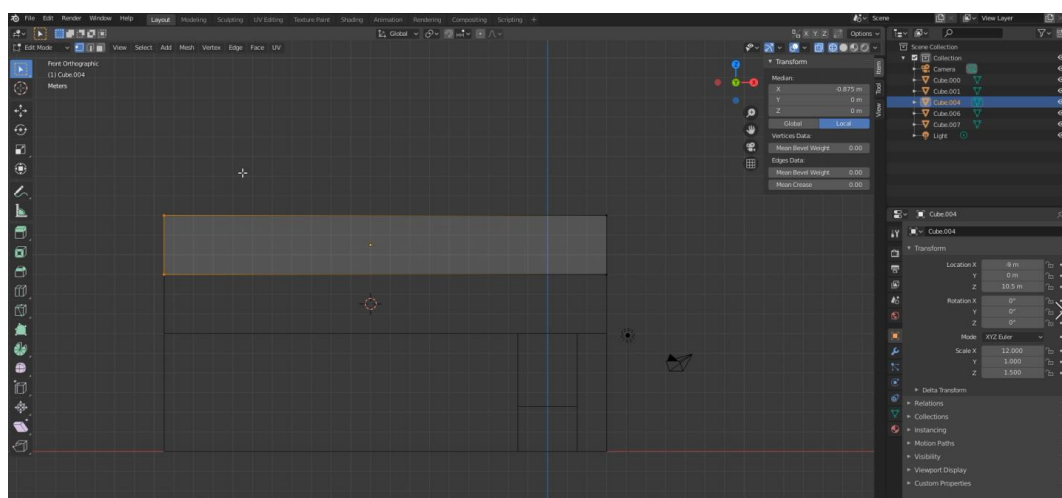 File Edit Render Window Help Layout Modeling Sculpting UV Editing Texture Paint Shading Animation Rendering Compositing Scripting + Scene View Layer
Global X Y Z Options
Edit Mode View Select Add Mesh Vertex Edge Face UV
Front Orthographic
(1) Cube.004
Meters
Transform
Median:
X -0.875 m
Y 0 m
Z 0 m
Global Local
Vertices Data:
Mean Bevel Weight 0.00
Edges Data:
Mean Bevel Weight 0.00
Mean Crease 0.00
Item
Tool
View
Scene Collection
Collection
Camera
Cube.000
Cube.001
Cube.004
Cube.006
Cube.007
Light
Cube.004
Cube.004
Transform
Location X -9 m
Y 0 m
Z 10.5 m
Rotation X 0°
Y 0°
Z 0°
Mode XYZ Euler
Scale X 12.000
Y 1.000
Z 1.500
Delta Transform
Relations
Collections
Instancing
Motion Paths
Visibility
Viewport Display
Custom Properties